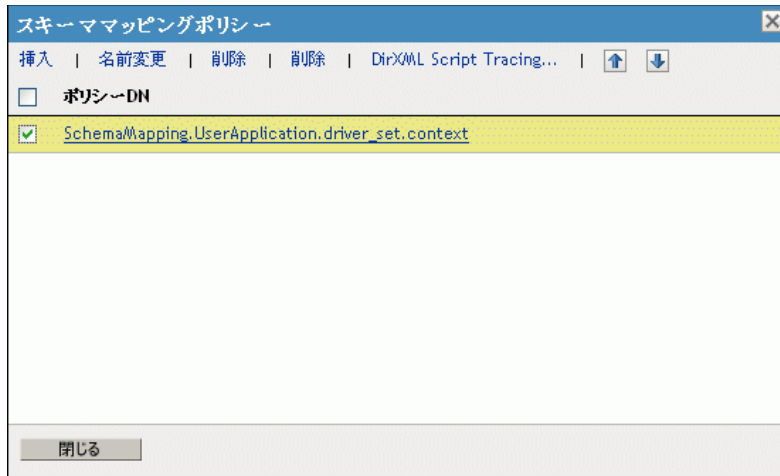 スキーママッピングポリシー
挿入 | 名前変更 | 削除 | 削除 | DirXML Script Tracing... |
ポリシーDN
SchemaMapping.UserApplication.driver_set.context
閉じる